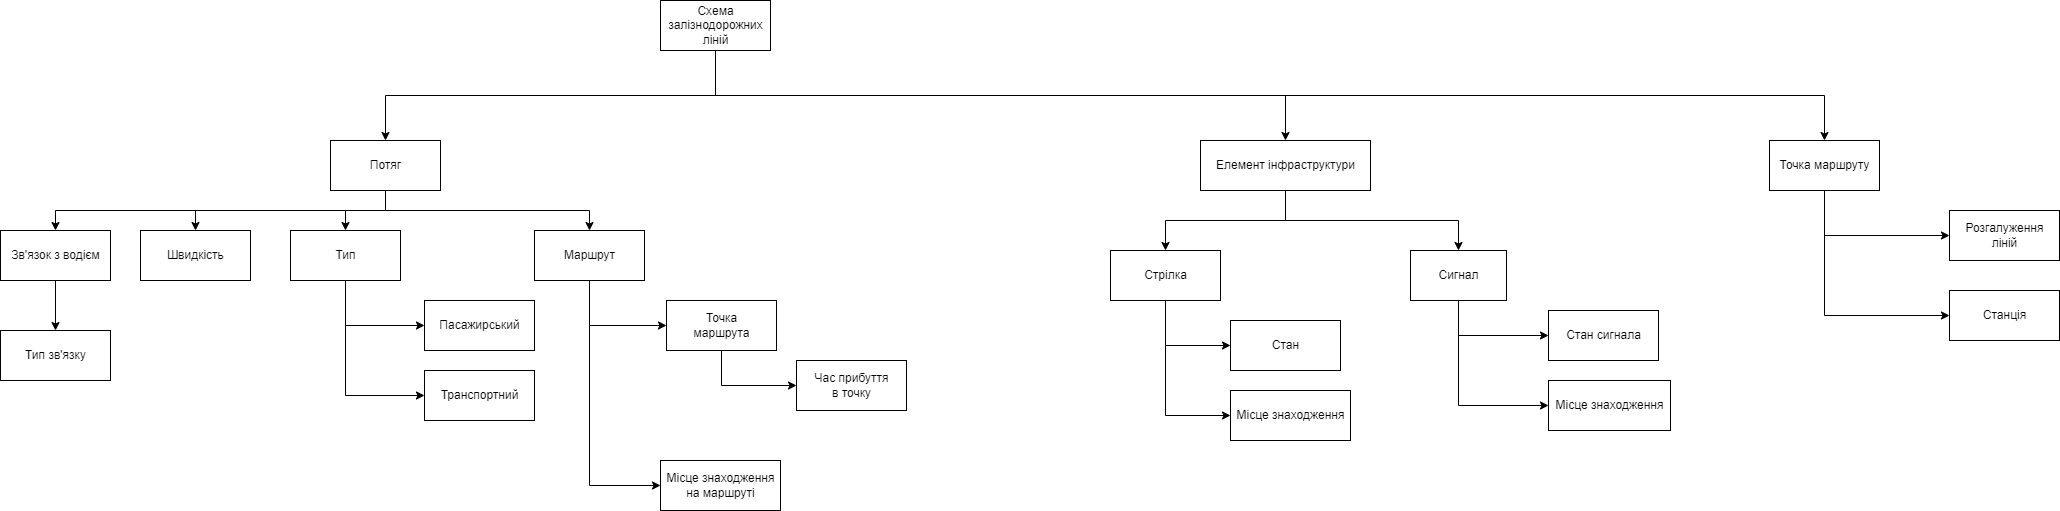 Схема
залізнодорожних
ліній
Потяг
Елемент інфраструктури
Точка маршруту
Зв'язок з водієм
Швидкість
Тип
Маршрут
Стрілка
Сигнал
Розгалуження
ліній
Станція
Тип зв'язку
Пасажирський
Транспортний
Точка
маршрута
Час прибуття
в точку
Місце знаходження
на маршруті
Стан
Місце знаходження
Стан сигнала
Місце знаходження